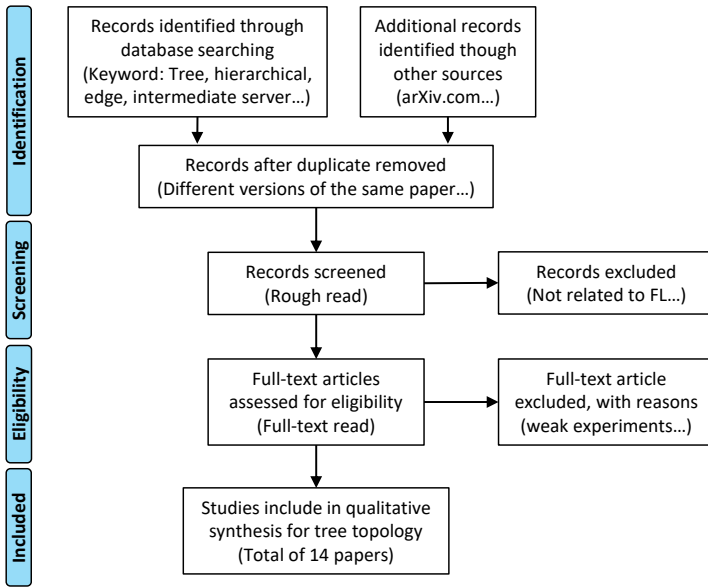 Identification
Records identified through
database searching
(Keyword: Tree, hierarchical,
edge, intermediate server…)
Additional records
identified though
other sources
(arXiv.com…)
Records after duplicate removed
(Different versions of the same paper…)
Screening
Records screened
(Rough read)
Records excluded
(Not related to FL…)
Eligibility
Full-text articles
assessed for eligibility
(Full-text read)
Full-text article
excluded, with reasons
(weak experiments…)
Included
Studies include in qualitative
synthesis for tree topology
(Total of 14 papers)